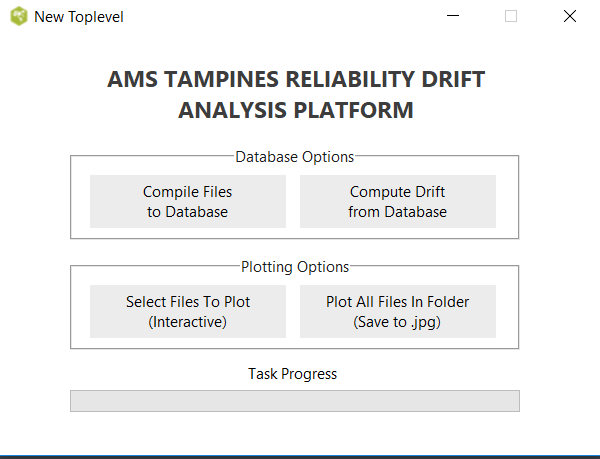 New Toplevel
AMS TAMPINES RELIABILITY DRIFT
ANALYSIS PLATFORM
Database Options
Compile Files
to Database
Compute Drift
from Database
Plotting Options
Select Files To Plot
(Interactive)
Plot All Files In Folder
(Save to .jpg)
Task Progress